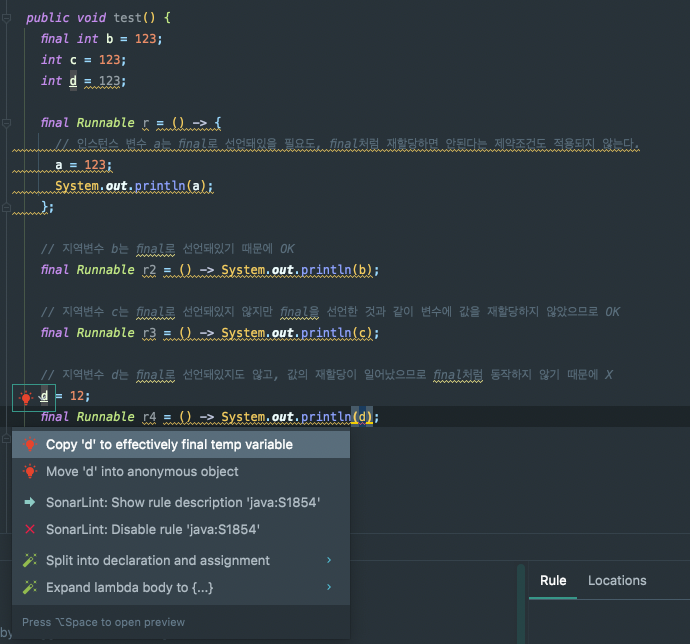 public void test() {
final int b = 123;
int c = 123;
int d = 123;
final Runnable r = () -> {
// 인스턴스 변수 a는 final로 선언돼있을 필요도, final처럼 재할당하면 안된다는 제약조건도 적용되지 않는다.
a = 123;
System.out.println(a);
};
// 지역변수 b는 final로 선언돼있기 때문에 OK
final Runnable r2 = () -> System.out.println(b);
// 지역변수 c는 final로 선언돼있지 않지만 final을 선언한 것과 같이 변수에 값을 재할당하지 않았으므로 OK
final Runnable r3 = () -> System.out.println(c);
// 지역변수 d는 final로 선언돼있지도 않고, 값의 재할당이 일어났으므로 final처럼 동작하지 않기 때문에 X
d = 12;
final Runnable r4 = () -> System.out.println(d);
Copy 'd' to effectively final temp variable
Move 'd' into anonymous object
SonarLint: Show rule description 'java:S1854'
SonarLint: Disable rule 'java:S1854'
Split into declaration and assignment
Expand lambda body to {...}
Press ⌥Space to open preview
Rule Locations
by